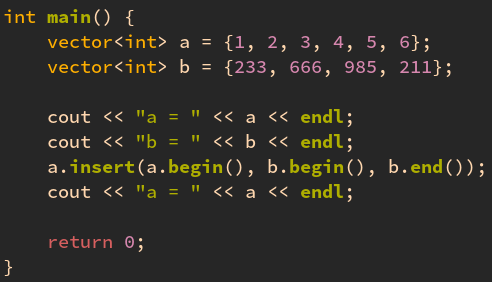 int main() {
    vector<int> a = {1, 2, 3, 4, 5, 6};
    vector<int> b = {233, 666, 985, 211};

    cout << "a = " << a << endl;
    cout << "b = " << b << endl;
    a.insert(a.begin(), b.begin(), b.end());
    cout << "a = " << a << endl;

    return 0;
}